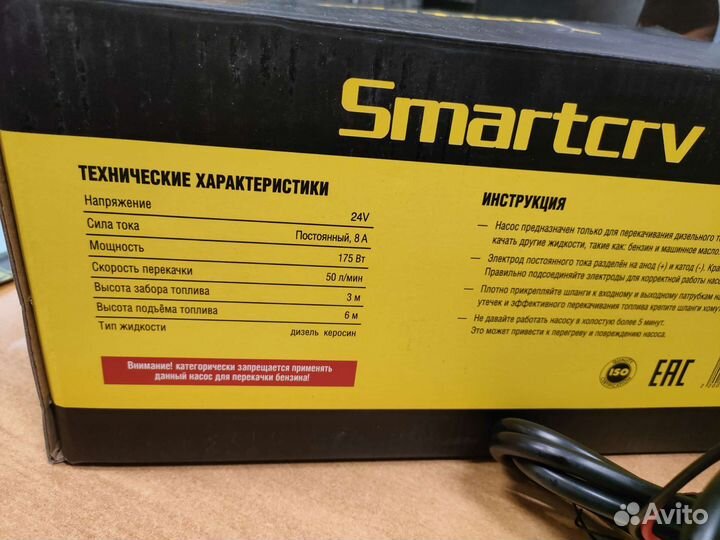 Smartcrv
ТЕХНИЧЕСКИЕ ХАРАКТЕРИСТИКИ
Напряжение 24V
Сила тока Постоянный, 8 А
Мощность 175 Вт
Скорость перекачки 50 л/мин
Высота забора топлива 3 м
Высота подъёма топлива 6 м
Тип жидкости дизель керосин
Внимание! категорически запрещается применять
данный насос для перекачки бензина!
ИНСТРУКЦИЯ
— Насос предназначен только для перекачивания дизельного
качать другие жидкости, такие как: бензин и машинное масло.
— Электрод постоянного тока разделён на анод (+) и катод (-).
Правильно подсоединяйте электроды для корректной работы
— Плотно прикрепляйте шланги к входному и выходному патрубкам
утечек и эффективного перекачивания топлива крепите шланги
— Не давайте работать насосу в холостую более 5 минут.
Это может привести к перегреву и повреждению насоса.
ISO
EAC
Avito